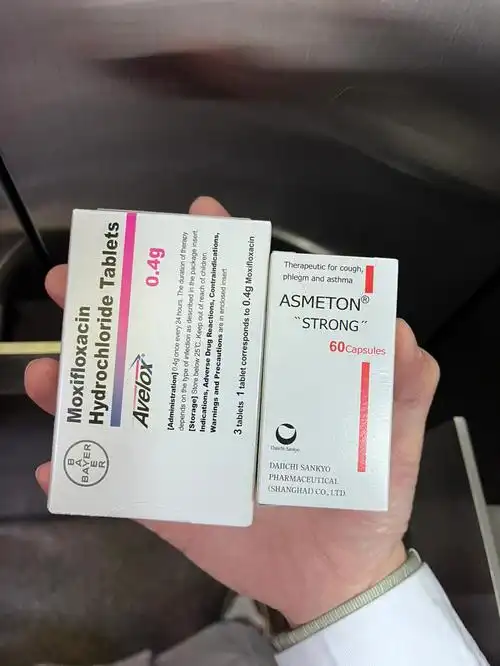 Moxifloxacin
Hydrochloride Tablets
0.4g
Avelox®
[Administration] 0.4g once every 24 hours. The duration of therapy
depends on the type of infection as described in the package insert.
[Storage] Store below 25℃. Keep out of reach of children.
Indications, Adverse Drug Reactions, Contraindications,
Warnings and Precautions are in enclosed insert
3 tablets 1 tablet corresponds to 0.4g Moxifloxacin
BAYER
BAYER
Therapeutic for cough,
phlegm and asthma
ASMETON®
"STRONG"
60Capsules
Daiichi Sankyo
DAIICHI SANKYO
PHARMACEUTICAL
(SHANGHAI) CO., LTD.